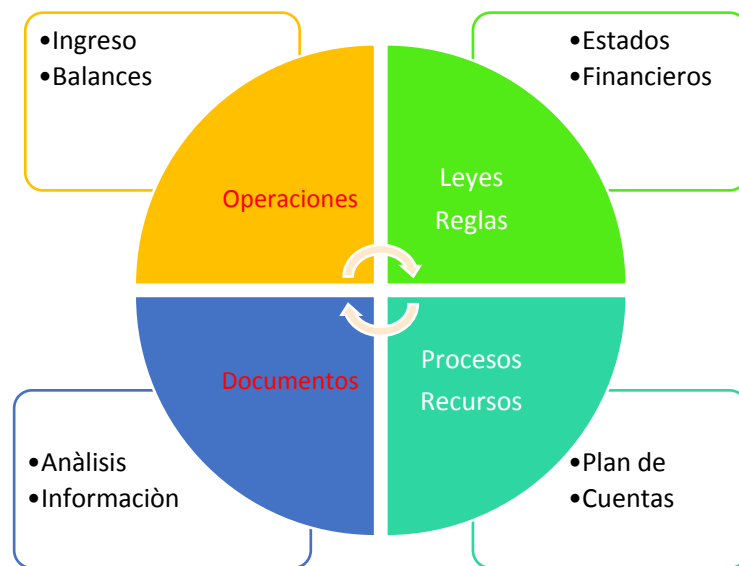 •Ingreso
•Balances
•Estados
•Financieros
Operaciones
Leyes
Reglas
Documentos
Procesos
Recursos
•Anàlisis
•Informaciòn
•Plan de
•Cuentas